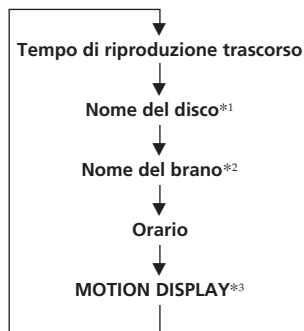 Tempo di riproduzione trascorso
Nome del disco*1
Nome del brano*2
Orario
MOTION DISPLAY*3